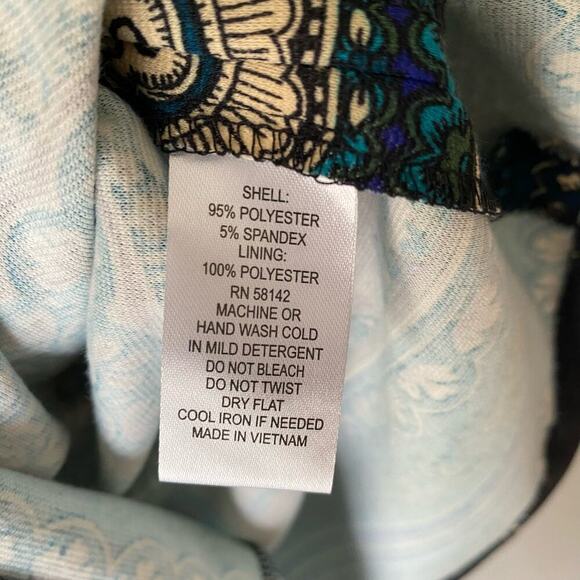 SHELL:
95% POLYESTER
5% SPANDEX
LINING:
100% POLYESTER
RN 58142
MACHINE OR
HAND WASH COLD
IN MILD DETERGENT
DO NOT BLEACH
DO NOT TWIST
DRY FLAT
COOL IRON IF NEEDED
MADE IN VIETNAM